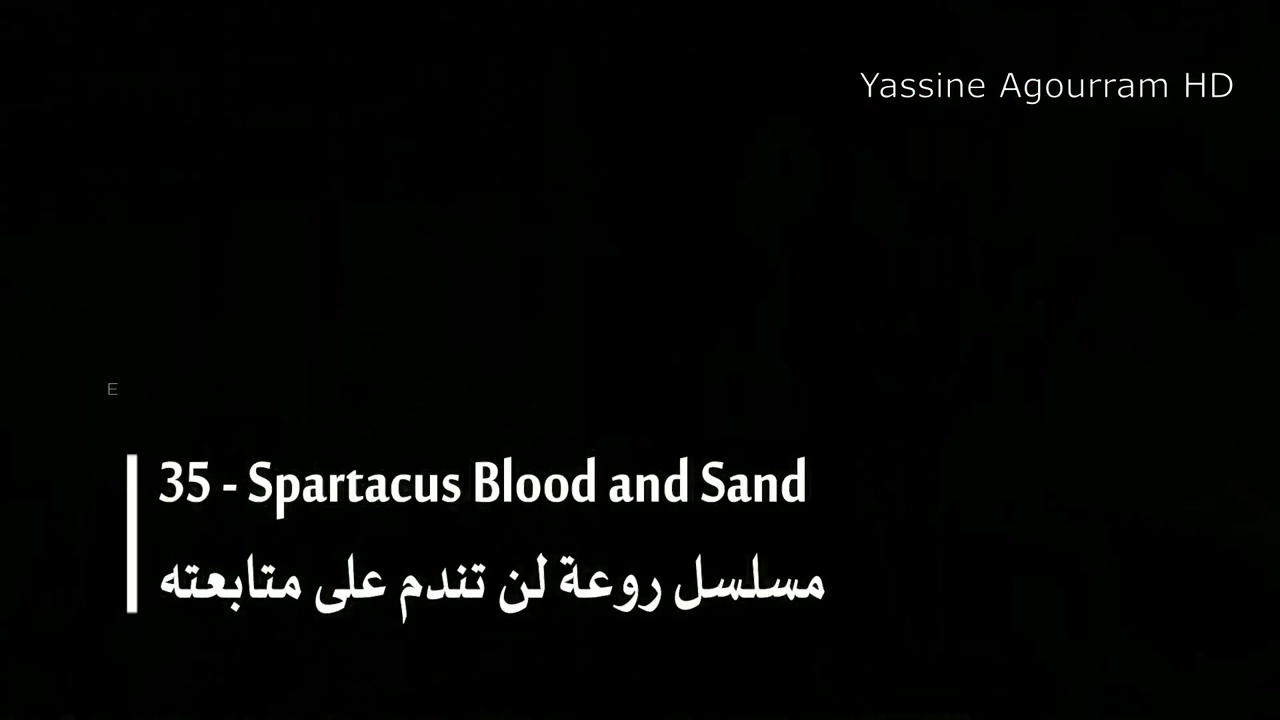 Yassine Agourram HD
E
35 - Spartacus Blood and Sand
مسلسل روعة لن تندم على متابعته